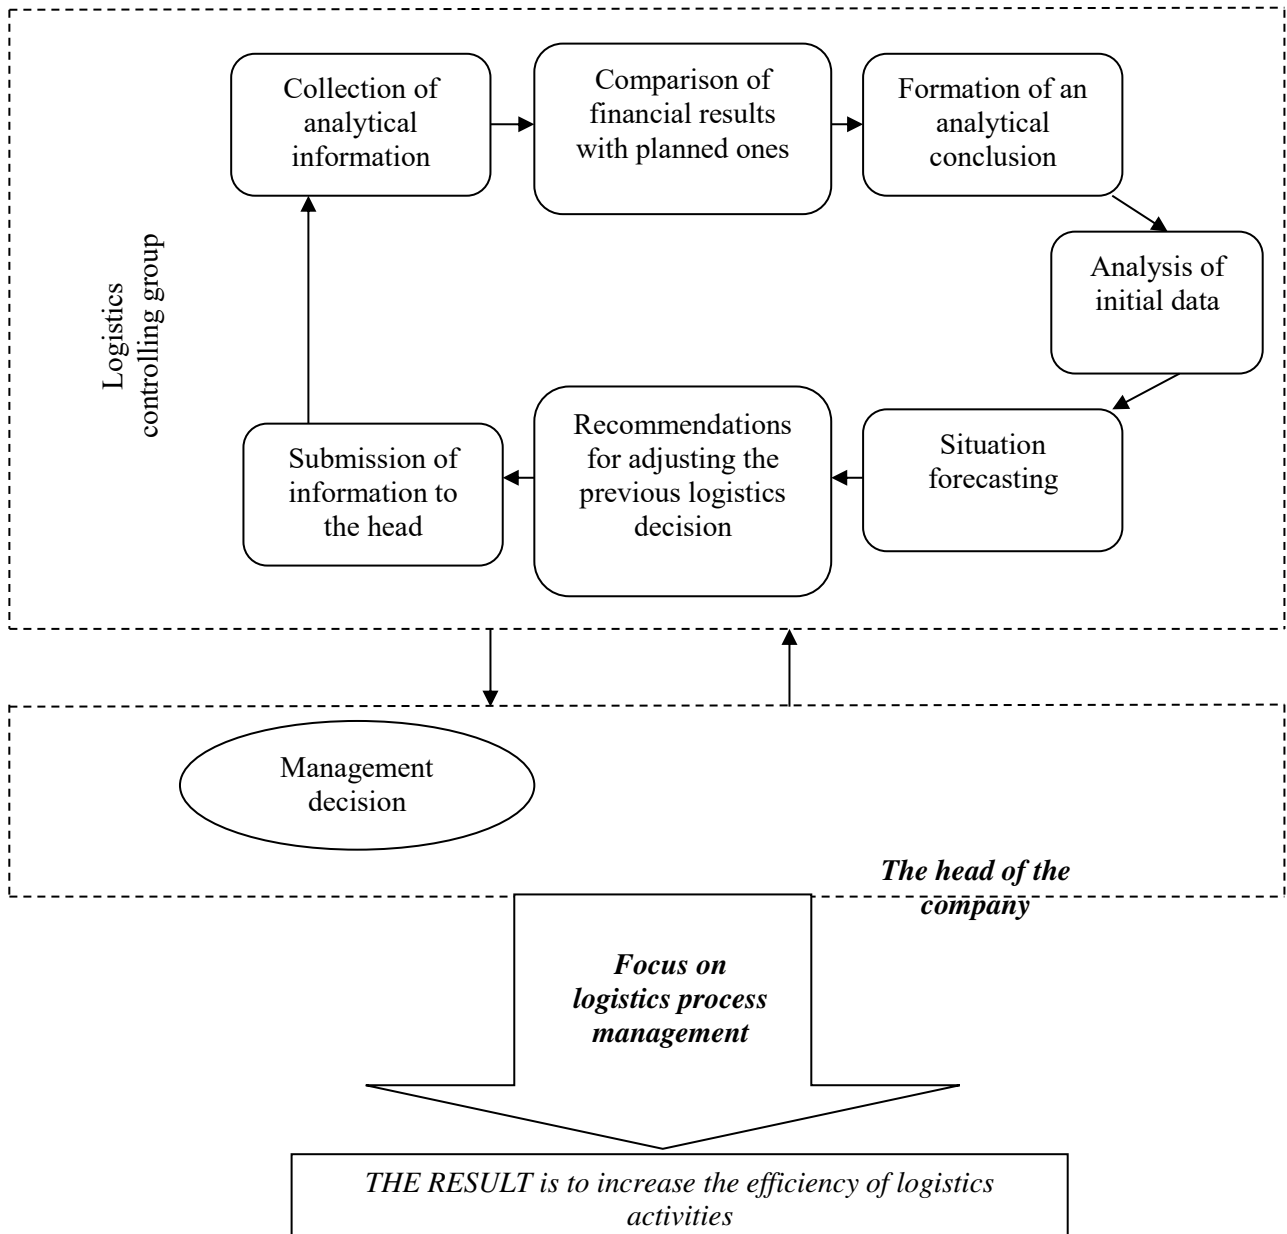 Collection of
analytical
information
Comparison of
financial results
with planned ones
Formation of an
analytical
conclusion
Analysis of
initial data
Logistics
controlling group
Submission of
information to
the head
Recommendations
for adjusting the
previous logistics
decision
Situation
forecasting
Management
decision
The head of the
company
Focus on
logistics process
management
THE RESULT is to increase the efficiency of logistics
activities